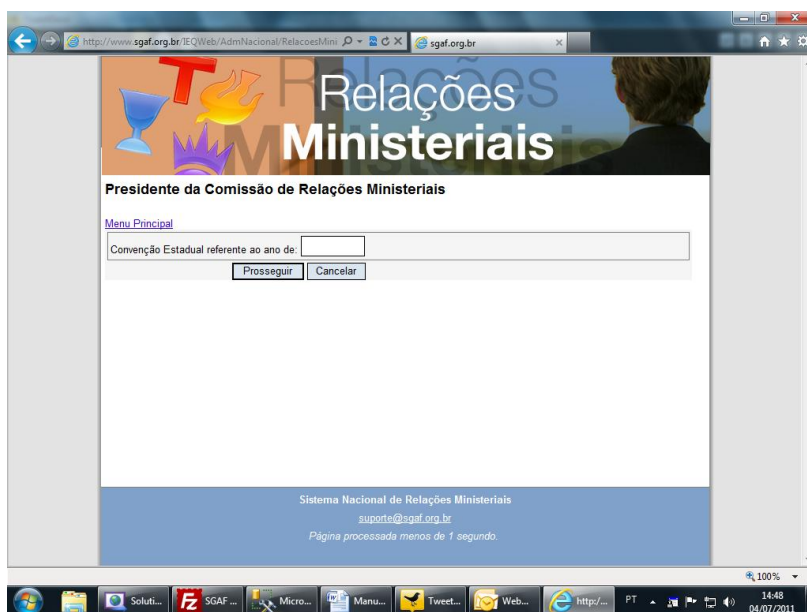 http://www.sgaf.org.br/IEQWeb/AdmNacional/RelacoesMini
sgaf.org.br
Relações
Ministeriais
Relações
Ministeriais
Presidente da Comissão de Relações Ministeriais
Menu Principal
Convenção Estadual referente ao ano de:
Prosseguir Cancelar
Sistema Nacional de Relações Ministeriais
suporte@sgaf.org.br
Página processada menos de 1 segundo.
100%
Soluti... SGAF ... Micro... Manu... Tweet... Web... http:/... PT 14:48
04/07/201